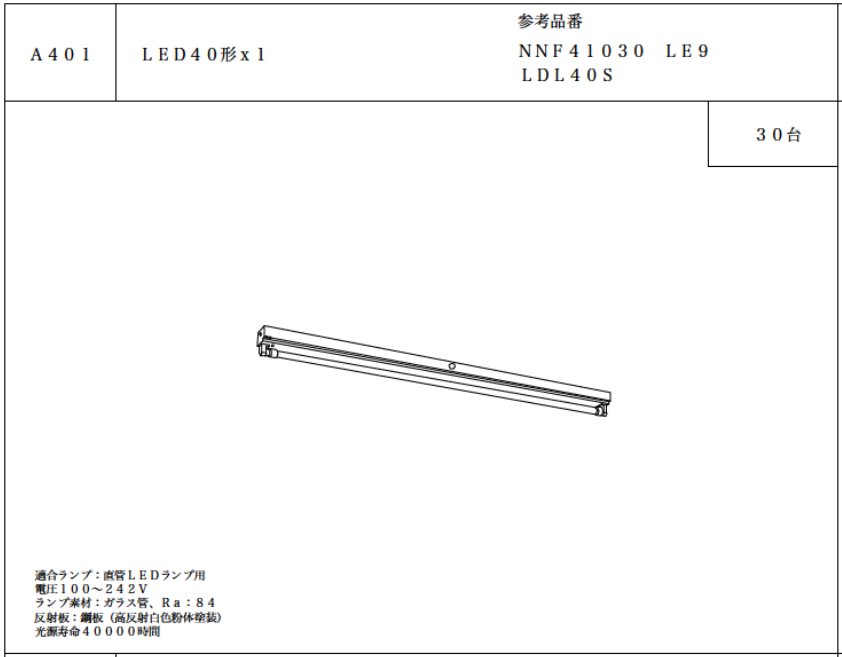 A401
LED40形x1
参考品番
NNF41030 LE9
LDL40S
30台
適合ランプ：直管LEDランプ用
電圧100～242V
ランプ素材：ガラス管、Ra：84
反射板：鋼板（高反射白色粉体塗装）
光源寿命40000時間